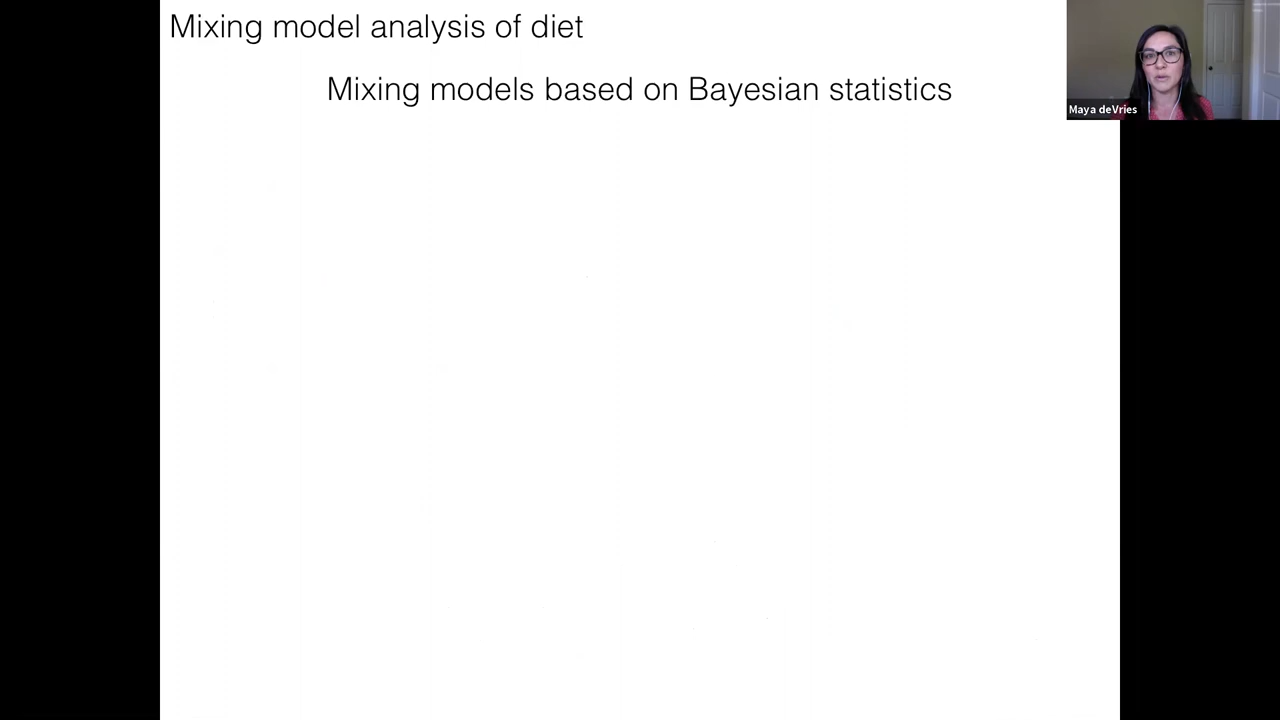 Mixing model analysis of diet
Mixing models based on Bayesian statistics
Maya deVries